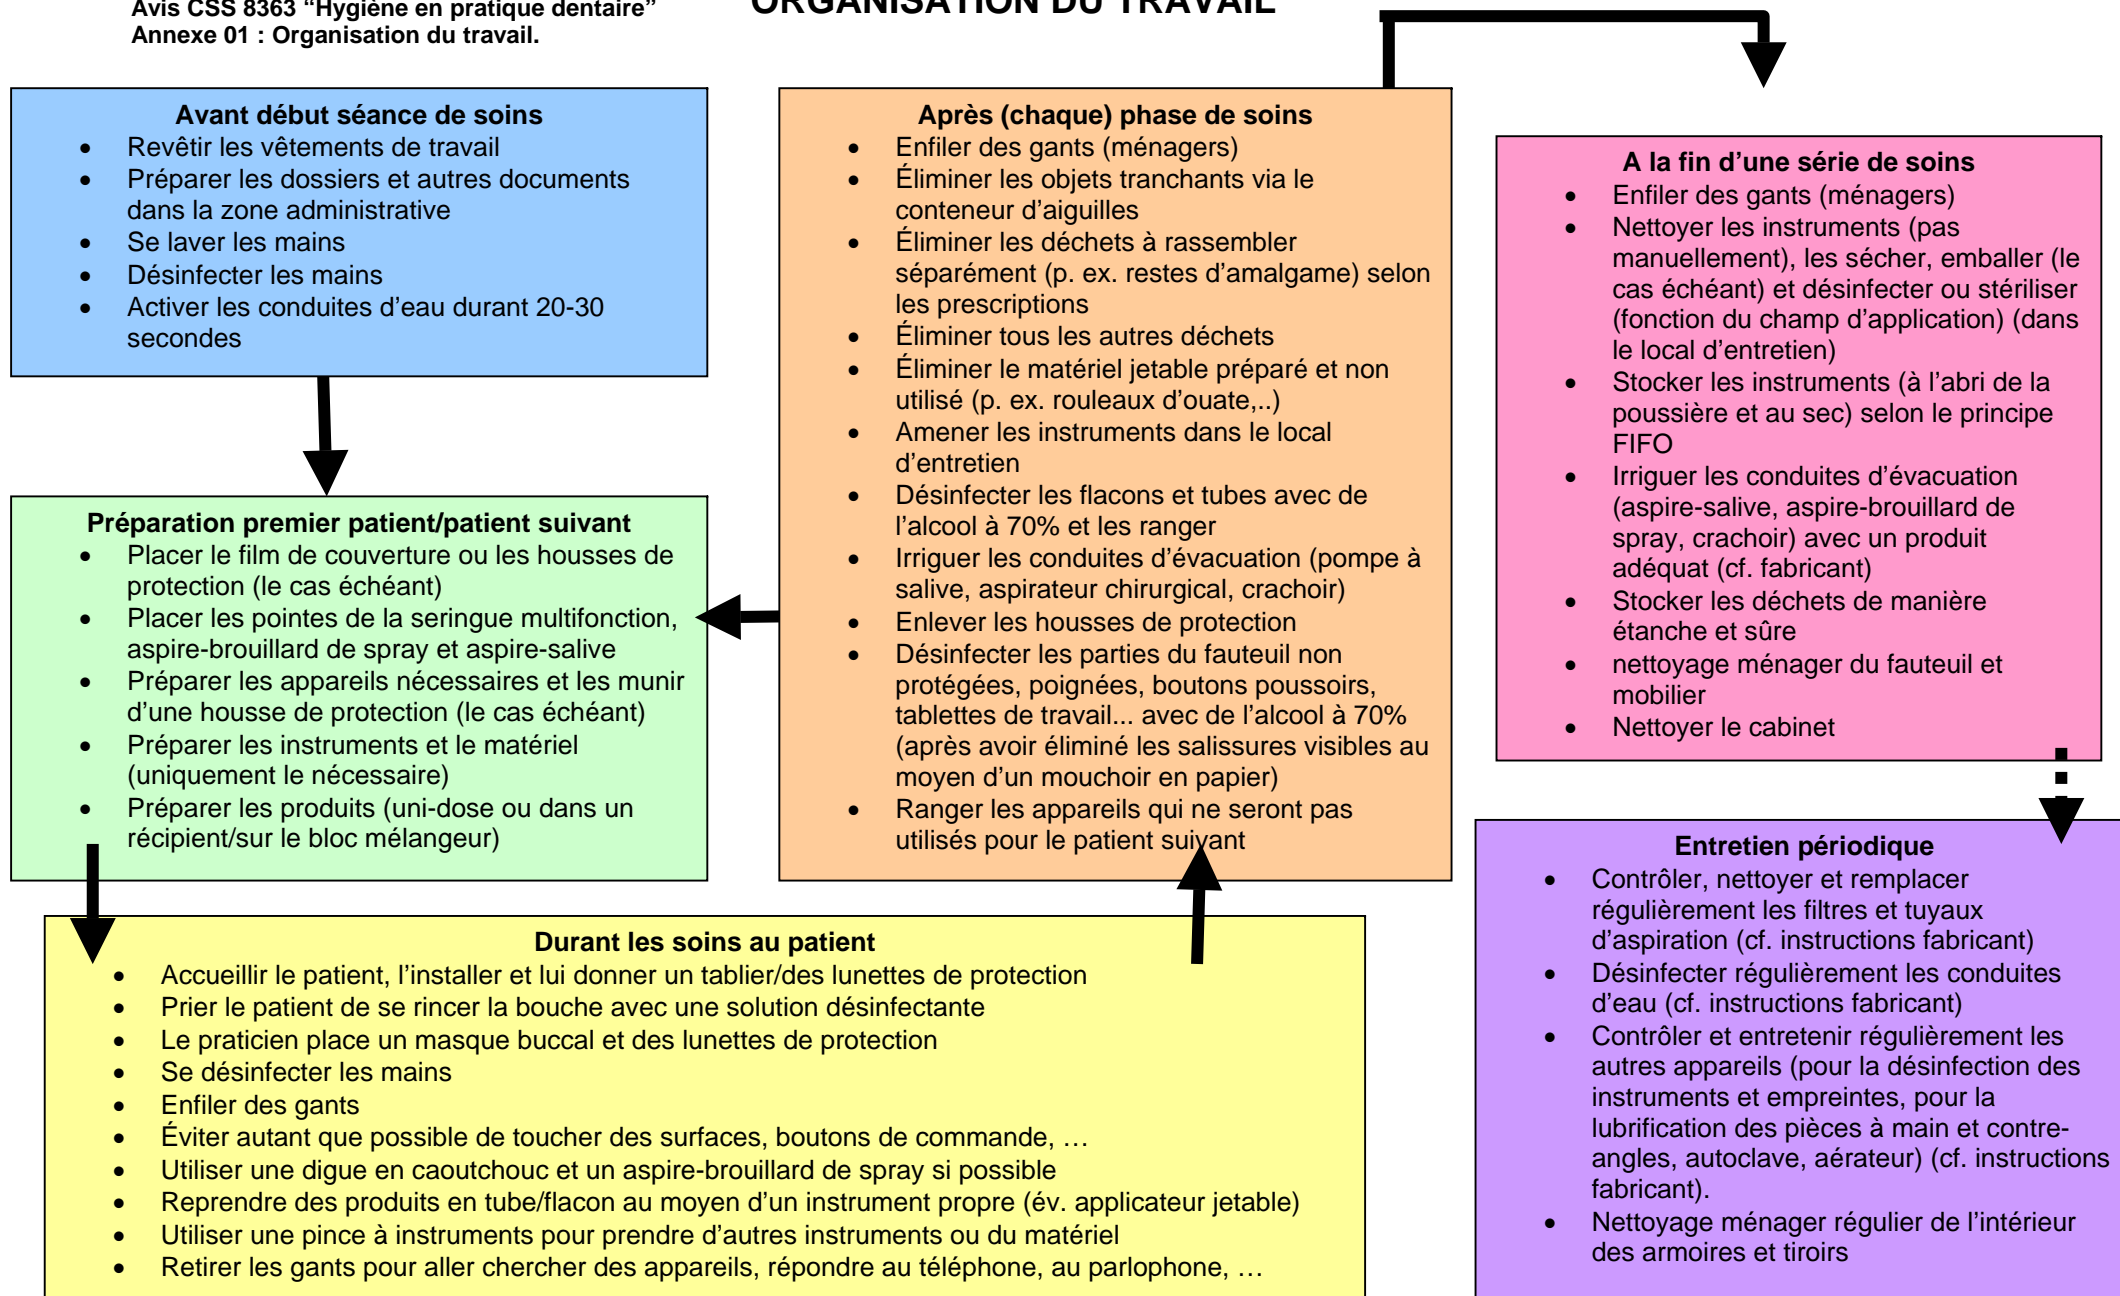 Avis CSS 8363 “Hygiène en pratique dentaire”
Annexe 01 : Organisation du travail.
ORGANISATION DU TRAVAIL
Avant début séance de soins
• Revêtir les vêtements de travail
• Préparer les dossiers et autres documents
dans la zone administrative
• Se laver les mains
• Désinfecter les mains
• Activer les conduites d’eau durant 20-30
secondes
Préparation premier patient/patient suivant
• Placer le film de couverture ou les housses de
protection (le cas échéant)
• Placer les pointes de la seringue multifonction,
aspire-brouillard de spray et aspire-salive
• Préparer les appareils nécessaires et les munir
d’une housse de protection (le cas échéant)
• Préparer les instruments et le matériel
(uniquement le nécessaire)
• Préparer les produits (uni-dose ou dans un
récipient/sur le bloc mélangeur)
Durant les soins au patient
• Accueillir le patient, l’installer et lui donner un tablier/des lunettes de protection
• Prier le patient de se rincer la bouche avec une solution désinfectante
• Le praticien place un masque buccal et des lunettes de protection
• Se désinfecter les mains
• Enfiler des gants
• Éviter autant que possible de toucher des surfaces, boutons de commande, …
• Utiliser une digue en caoutchouc et un aspire-brouillard de spray si possible
• Reprendre des produits en tube/flacon au moyen d’un instrument propre (év. applicateur jetable)
• Utiliser une pince à instruments pour prendre d’autres instruments ou du matériel
• Retirer les gants pour aller chercher des appareils, répondre au téléphone, au parlophone, …
Après (chaque) phase de soins
• Enfiler des gants (ménagers)
• Éliminer les objets tranchants via le
conteneur d’aiguilles
• Éliminer les déchets à rassembler
séparément (p. ex. restes d’amalgame) selon
les prescriptions
• Éliminer tous les autres déchets
• Éliminer le matériel jetable préparé et non
utilisé (p. ex. rouleaux d’ouate,..)
• Amener les instruments dans le local
d’entretien
• Désinfecter les flacons et tubes avec de
l’alcool à 70% et les ranger
• Irriguer les conduites d’évacuation (pompe à
salive, aspirateur chirurgical, crachoir)
• Enlever les housses de protection
• Désinfecter les parties du fauteuil non
protégées, poignées, boutons poussoirs,
tablettes de travail... avec de l’alcool à 70%
(après avoir éliminé les salissures visibles au
moyen d’un mouchoir en papier)
• Ranger les appareils qui ne seront pas
utilisés pour le patient suivant
A la fin d’une série de soins
• Enfiler des gants (ménagers)
• Nettoyer les instruments (pas
manuellement), les sécher, emballer (le
cas échéant) et désinfecter ou stériliser
(fonction du champ d’application) (dans
le local d’entretien)
• Stocker les instruments (à l’abri de la
poussière et au sec) selon le principe
FIFO
• Irriguer les conduites d’évacuation
(aspire-salive, aspire-brouillard de
spray, crachoir) avec un produit
adéquat (cf. fabricant)
• Stocker les déchets de manière
étanche et sûre
• nettoyage ménager du fauteuil et
mobilier
• Nettoyer le cabinet
Entretien périodique
• Contrôler, nettoyer et remplacer
régulièrement les filtres et tuyaux
d’aspiration (cf. instructions fabricant)
• Désinfecter régulièrement les conduites
d’eau (cf. instructions fabricant)
• Contrôler et entretenir régulièrement les
autres appareils (pour la désinfection des
instruments et empreintes, pour la
lubrification des pièces à main et contre-
angles, autoclave, aérateur) (cf. instructions
fabricant).
• Nettoyage ménager régulier de l’intérieur
des armoires et tiroirs